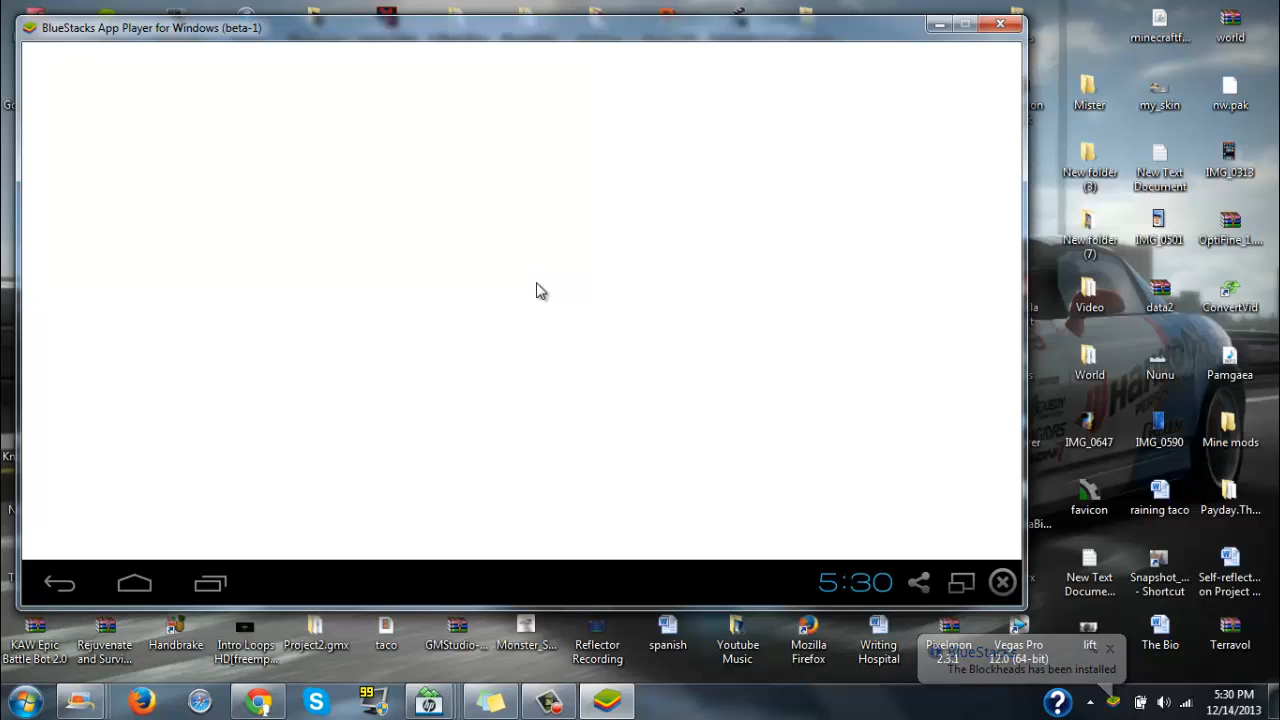 BlueStacks App Player for Windows (beta-1)
minecraftf...
world
Mister
my_skin
nw.pak
New folder
(3)
New Text
Document
IMG_0313
New folder
(7)
IMG_0501
OptiFine_1....
Video
data2
ConvertVid
World
Nunu
Pamgaea
IMG_0647
IMG_0590
Mine mods
favicon
raining taco
Payday.Th...
New Text
Docume...
Snapshot_...
- Shortcut
Self-reflect...
on Project ...
5:30
KAW Epic
Battle Bot 2.0
Rejuvenate
and Survi...
Handbrake
Intro Loops
HD[freemp...
Project2.gmx
taco
GMStudio-...
Monster_S...
Reflector
Recording
spanish
Youtube
Music
Mozilla
Firefox
Writing
Hospital
Pixelmon
2.3.1
Vegas Pro
12.0 (64-bit)
lift
The Bio
Terravol
BlueStacks
The Blockheads has been installed
99
hp
5:30 PM
12/14/2013